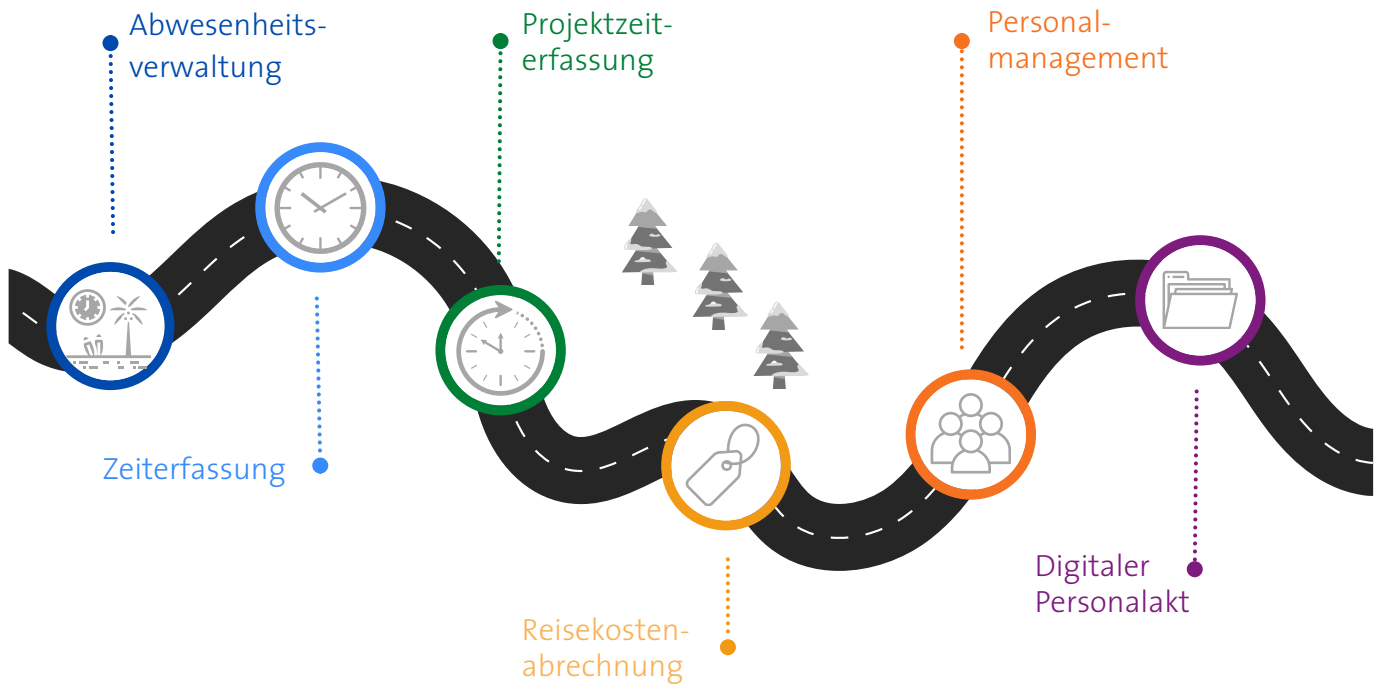 Abwesenheits-
verwaltung
Zeiterfassung
Projektzeit-
erfassung
Reisekosten-
abrechnung
Personal-
management
Digitaler
Personalakt